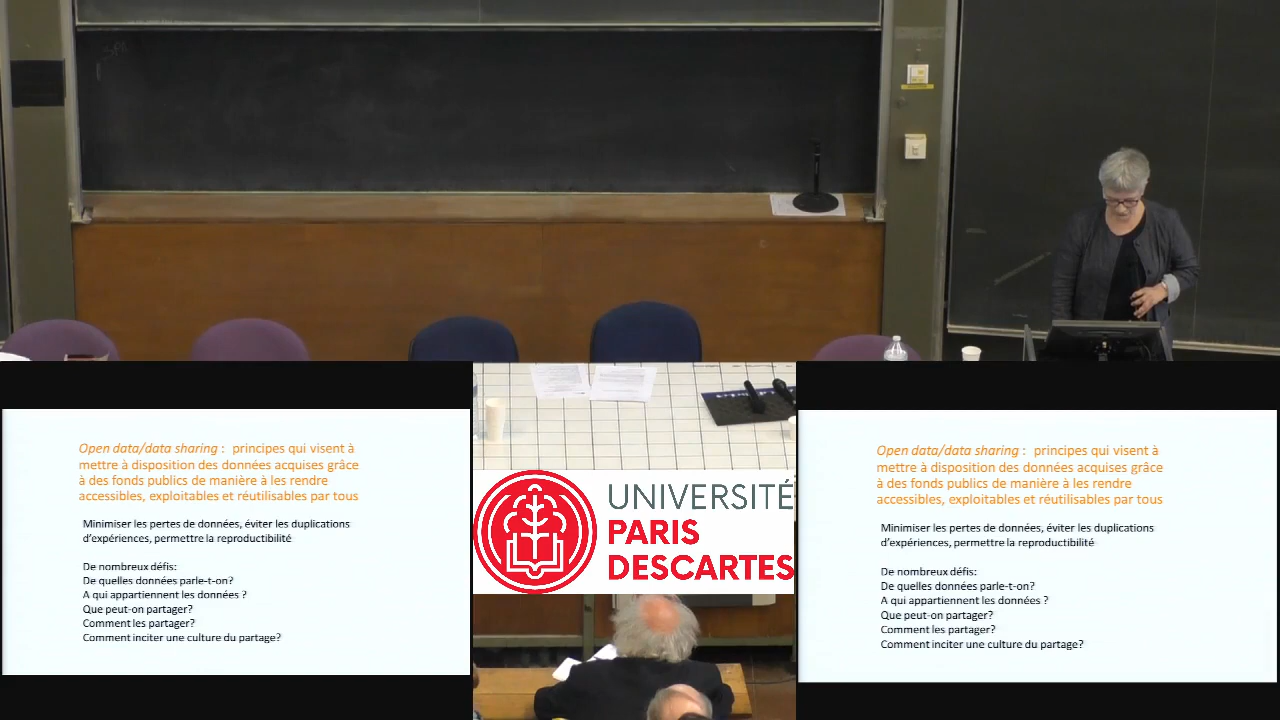 Open data/data sharing : principes qui visent à
mettre à disposition des données acquises grâce
à des fonds publics de manière à les rendre
accessibles, exploitables et réutilisables par tous
Minimiser les pertes de données, éviter les duplications
d'expériences, permettre la reproductibilité
De nombreux défis:
De quelles données parle-t-on?
A qui appartiennent les données ?
Que peut-on partager?
Comment les partager?
Comment inciter une culture du partage?
UNIVERSITÉ
PARIS
DESCARTES
Open data/data sharing : principes qui visent à
mettre à disposition des données acquises grâce
à des fonds publics de manière à les rendre
accessibles, exploitables et réutilisables par tous
Minimiser les pertes de données, éviter les duplications
d'expériences, permettre la reproductibilité
De nombreux défis:
De quelles données parle-t-on?
A qui appartiennent les données ?
Que peut-on partager?
Comment les partager?
Comment inciter une culture du partage?